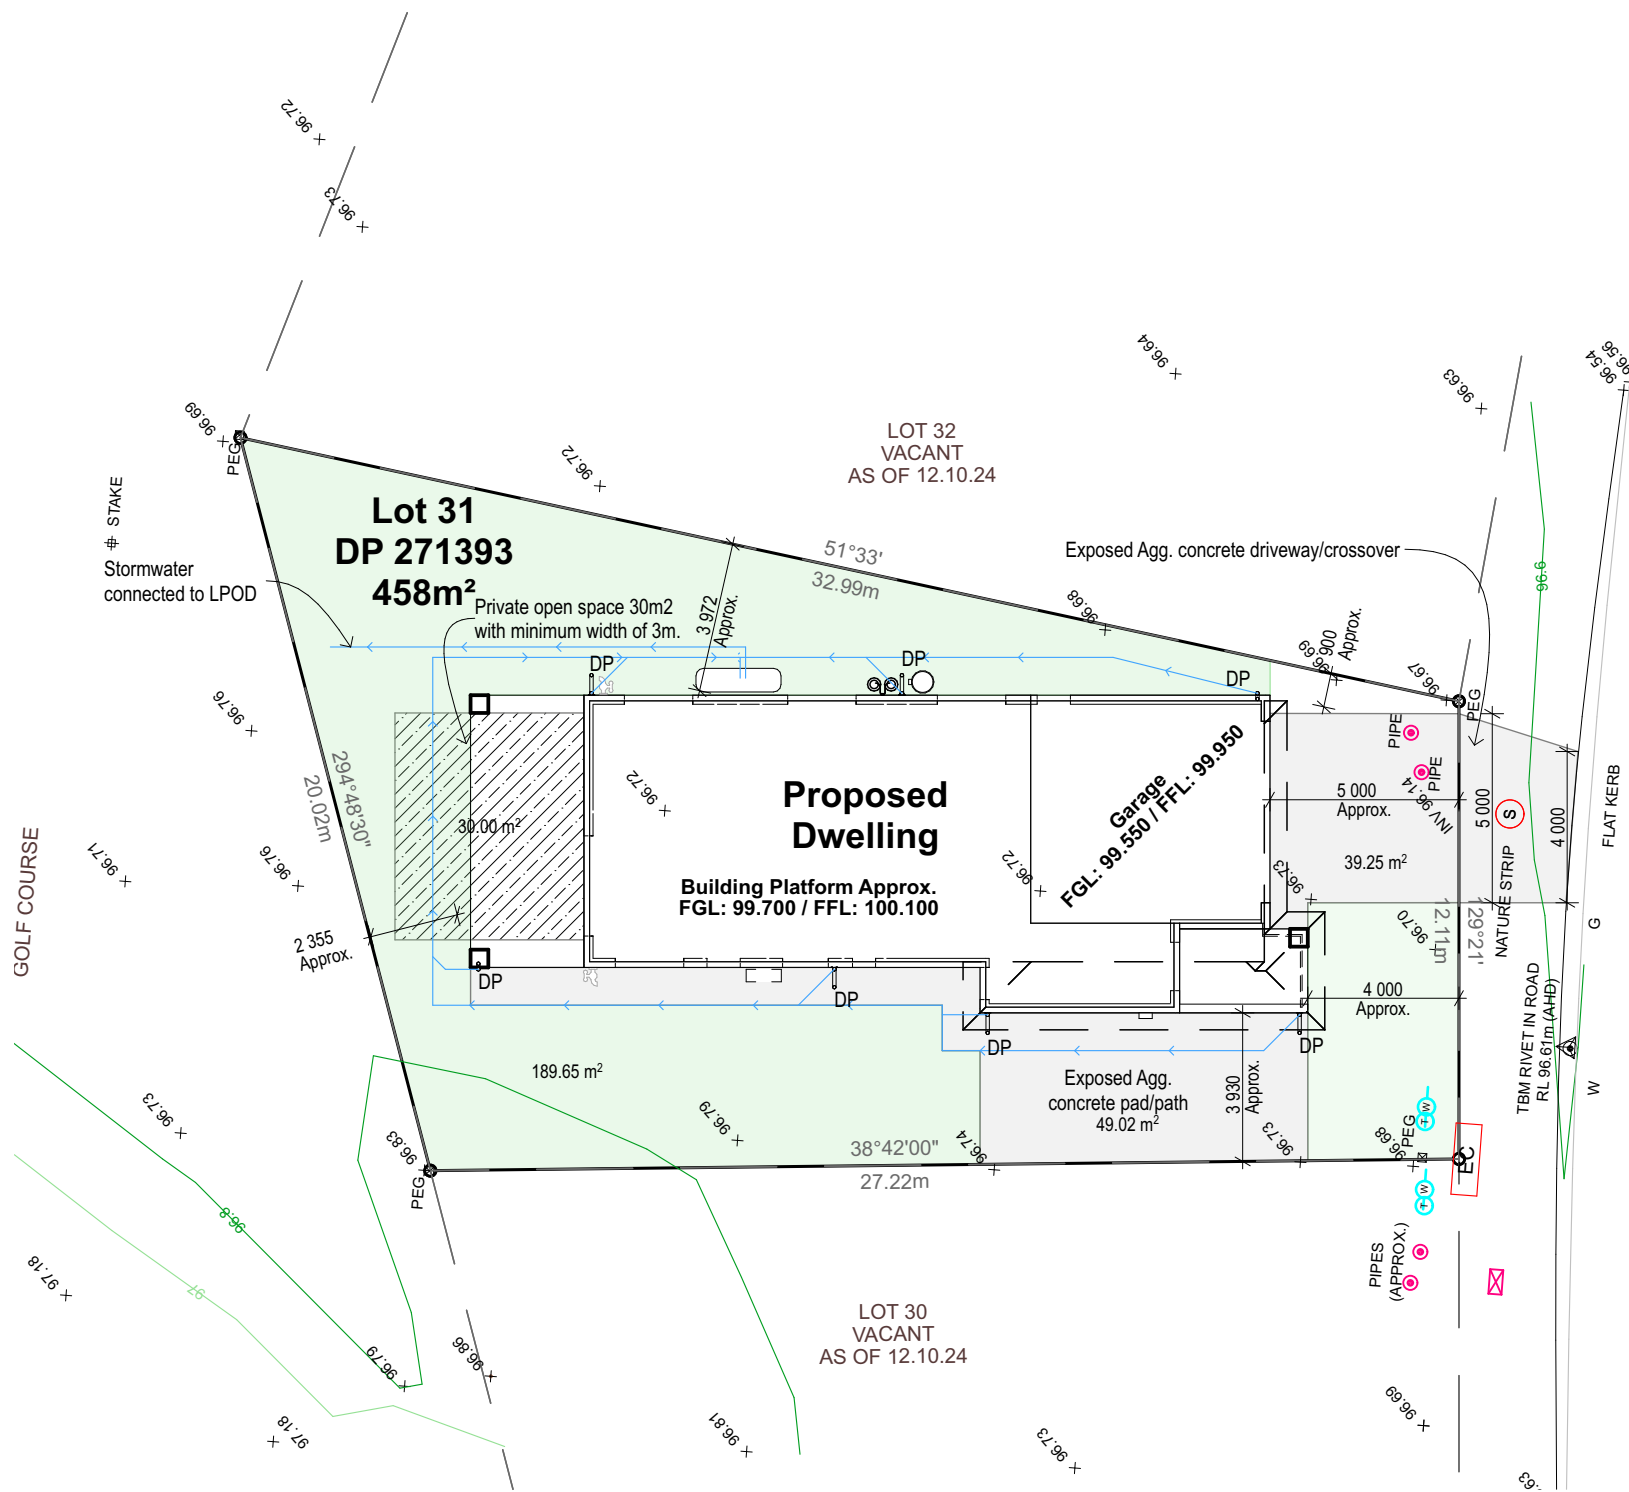 96.72
96.73
96.64
96.63
96.54
96.56
96.69
PEG
LOT 32
VACANT
AS OF 12.10.24
96.72
STAKE
Lot 31
DP 271393
458m²
Stormwater
connected to LPOD
51°33'
32.99m
Exposed Agg. concrete driveway/crossover
96.6
Private open space 30m2
with minimum width of 3m.
3 972
Approx.
96.68
900
Approx.
96.69
96.67
PEG
DP
DP
DP
96.76
294°48'30"
20.02m
96.72
Proposed
Dwelling
Garage
FGL: 99.550 / FFL: 99.950
PIPE
PIPE
INV 96.14
5 000
Approx.
5 000
S
4 000
FLAT KERB
30.00 m²
GOLF COURSE
96.71
96.76
96.72
96.73
39.25 m²
Building Platform Approx.
FGL: 99.700 / FFL: 100.100
NATURE STRIP
129°21'
12.11m
96.70
G
2 355
Approx.
DP
DP
DP
DP
4 000
Approx.
TBM RIVET IN ROAD
RL 96.61m (AHD)
W
189.65 m²
Exposed Agg.
concrete pad/path
49.02 m²
3 930
Approx.
96.73
96.83
PEG
96.79
38°42'00"
27.22m
96.74
96.73
96.68
PEG
W
T
EC
W
T
96.8
97
97.18
PIPES
(APPROX.)
LOT 30
VACANT
AS OF 12.10.24
96.79
96.86
97.18
96.81
96.73
96.69